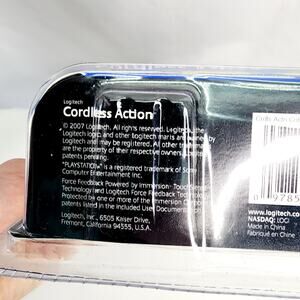 Logitech
Cordless Action
© 2007 Logitech. All rights reserved. Logitech, the
Logitech logo, and other Logitech marks are owned by
Logitech and may be registered. All other trademarks
are the property of their respective owners.
patents pending.
"PLAYSTATION" is a registered trademark of Sony
Computer Entertainment Inc.
Force Feedback Powered by Immersion® TouchSense
Technology and Logitech Force Feedback Technology.
Protected by one or more of the Immersion
patents listed in the included User Documentation.
Logitech, Inc., 6505 Kaiser Drive,
Fremont, California 94555, U.S.A.
www.logitech.com
NASDAQ: LOGI
Made in China
Fabriqué en Chine
0 97855